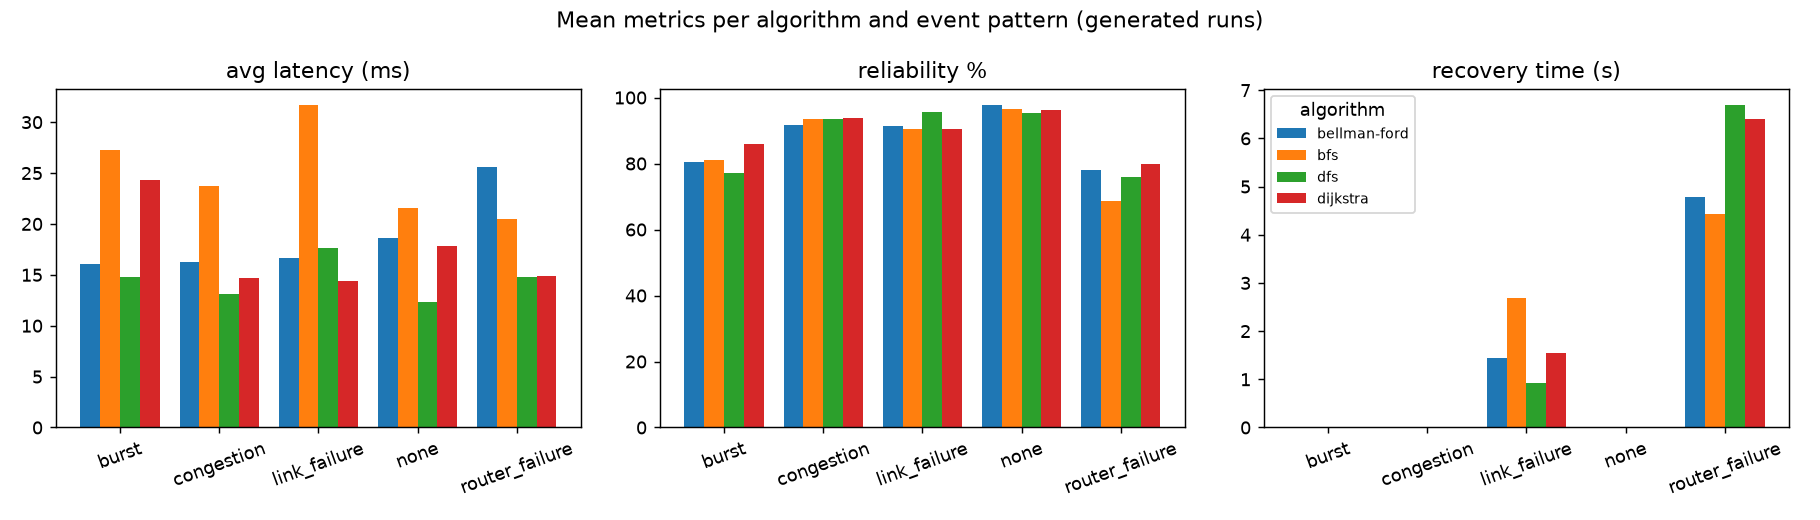 Mean metrics per algorithm and event pattern (generated runs)
avg latency (ms)
30
25
20
15
10
5
0
burst
congestion
link_failure
none
router_failure
reliability %
100
80
60
40
20
0
burst
congestion
link_failure
none
router_failure
recovery time (s)
7
6
5
4
3
2
1
0
algorithm
bellman-ford
bfs
dfs
dijkstra
burst
congestion
link_failure
none
router_failure